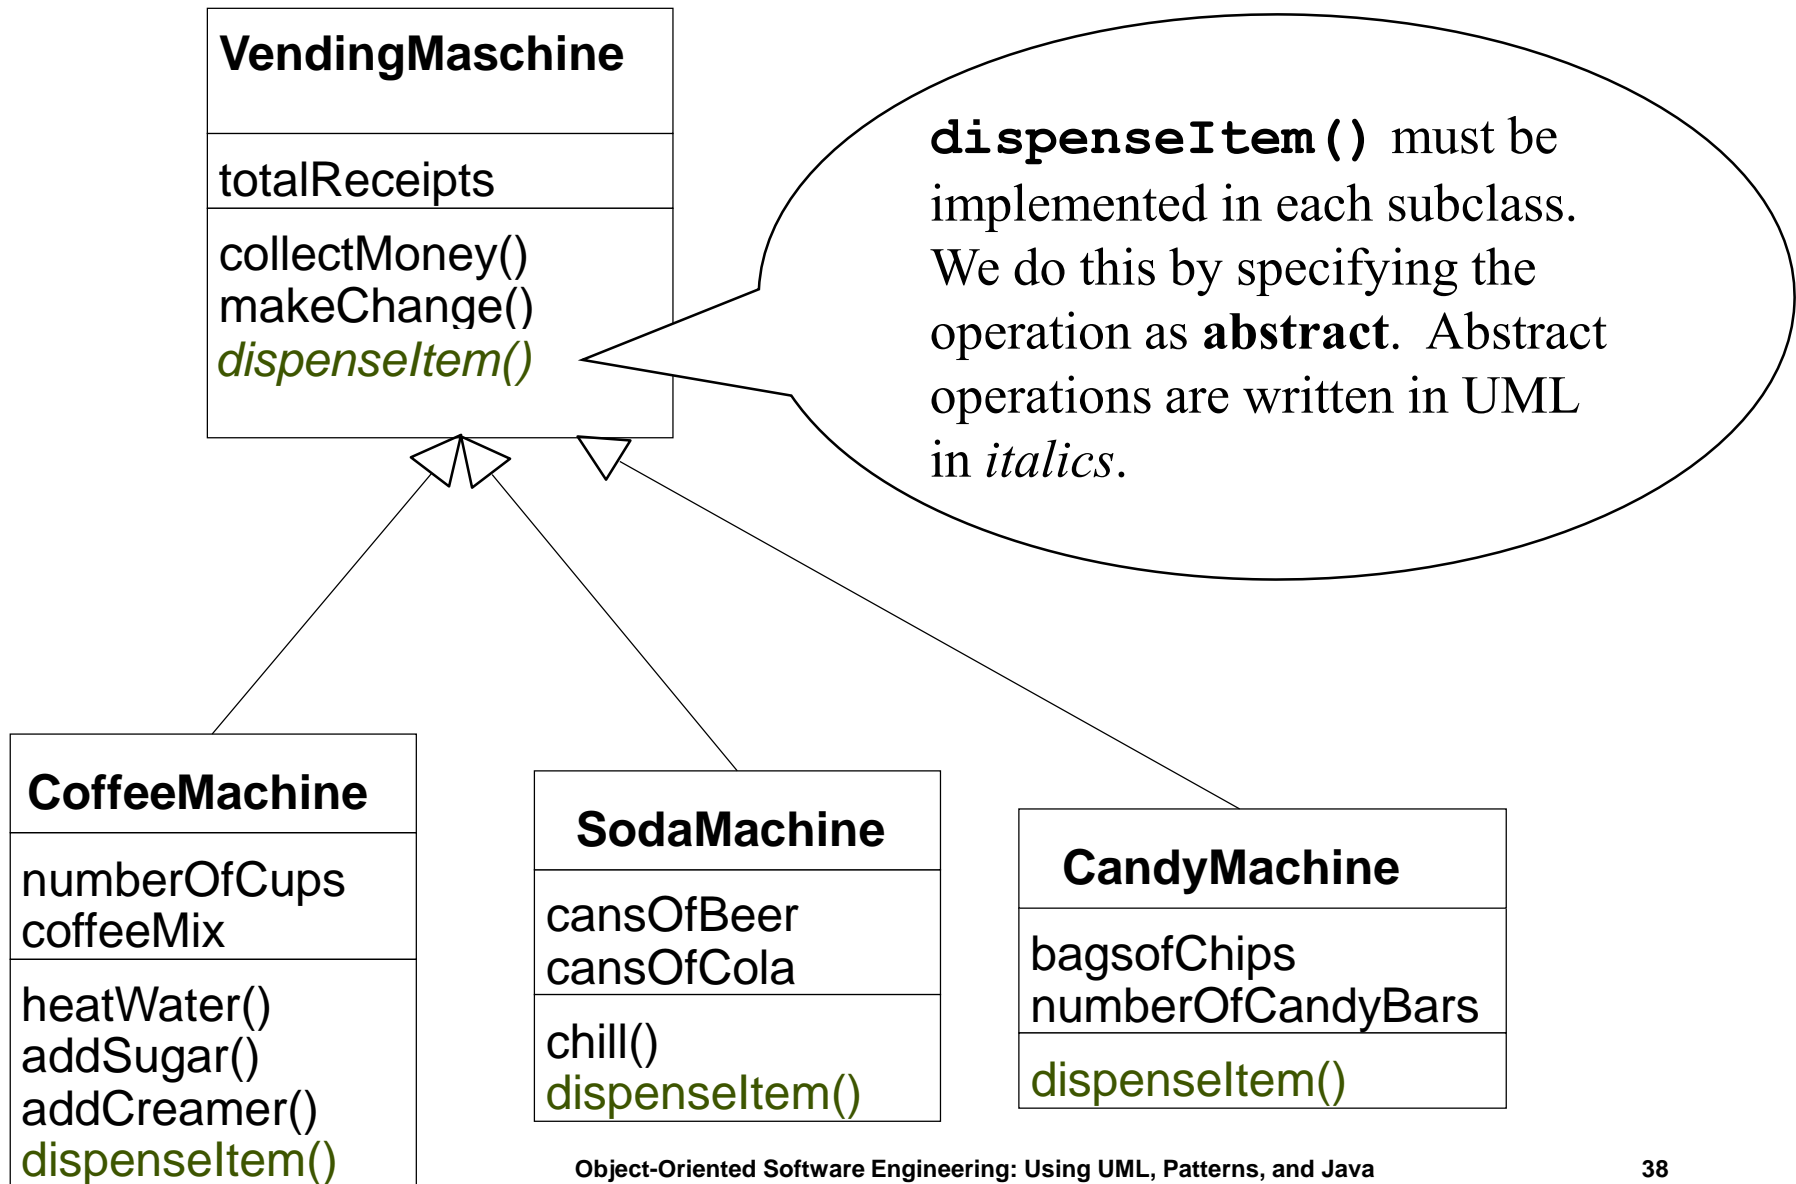 VendingMaschine
totalReceipts
collectMoney()
makeChange()
dispenseItem()
dispenseItem() must be
implemented in each subclass.
We do this by specifying the
operation as abstract. Abstract
operations are written in UML
in italics.
CoffeeMachine
numberOfCups
coffeeMix
heatWater()
addSugar()
addCreamer()
dispenseItem()
SodaMachine
cansOfBeer
cansOfCola
chill()
dispenseItem()
CandyMachine
bagsofChips
numberOfCandyBars
dispenseItem()
Object-Oriented Software Engineering: Using UML, Patterns, and Java
38